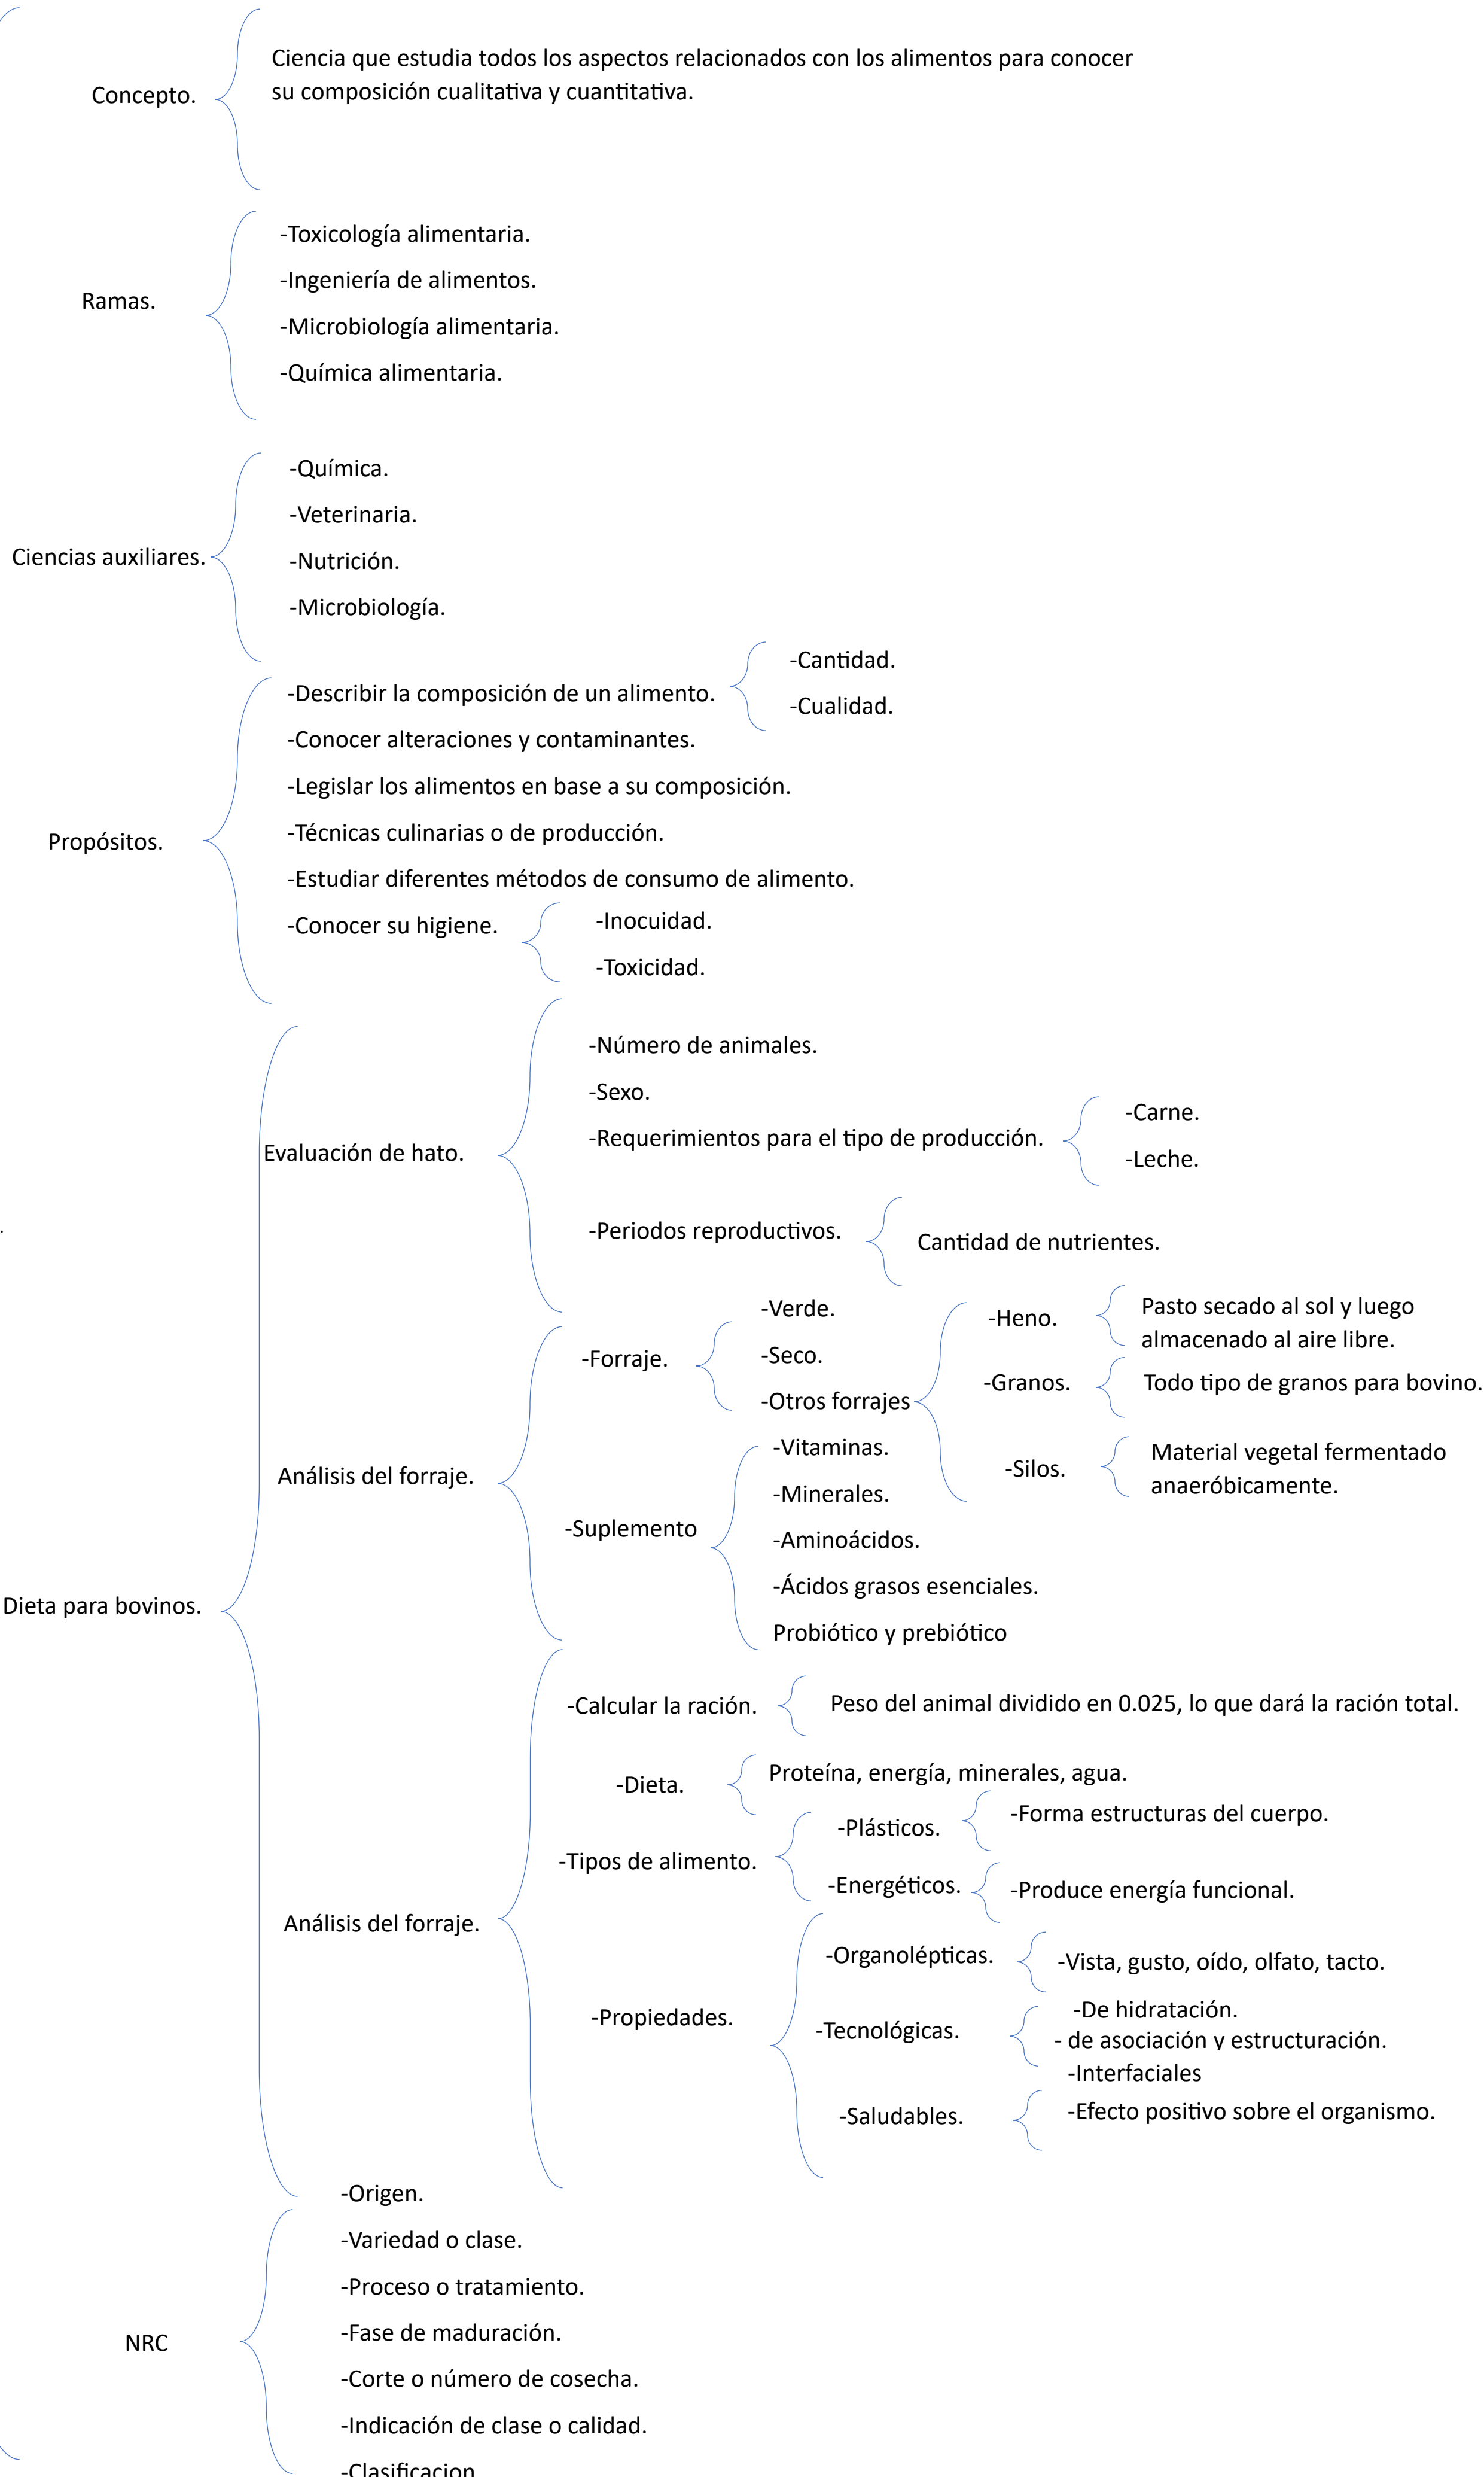 Concepto.
Ciencia que estudia todos los aspectos relacionados con los alimentos para conocer
su composición cualitativa y cuantitativa.
Ramas.
-Toxicología alimentaria.
-Ingeniería de alimentos.
-Microbiología alimentaria.
-Química alimentaria.
Ciencias auxiliares.
-Química.
-Veterinaria.
-Nutrición.
-Microbiología.
Propósitos.
-Describir la composición de un alimento.
-Cantidad.
-Cualidad.
-Conocer alteraciones y contaminantes.
-Legislar los alimentos en base a su composición.
-Técnicas culinarias o de producción.
-Estudiar diferentes métodos de consumo de alimento.
-Conocer su higiene.
-Inocuidad.
-Toxicidad.
Dieta para bovinos.
Evaluación de hato.
-Número de animales.
-Sexo.
-Requerimientos para el tipo de producción.
-Carne.
-Leche.
-Periodos reproductivos.
Cantidad de nutrientes.
Análisis del forraje.
-Forraje.
-Verde.
-Seco.
-Otros forrajes
-Heno.
Pasto secado al sol y luego
almacenado al aire libre.
-Granos.
Todo tipo de granos para bovino.
-Silos.
Material vegetal fermentado
anaeróbicamente.
-Suplemento
-Vitaminas.
-Minerales.
-Aminoácidos.
-Ácidos grasos esenciales.
Probiótico y prebiótico
Análisis del forraje.
-Calcular la ración.
Peso del animal dividido en 0.025, lo que dará la ración total.
-Dieta.
Proteína, energía, minerales, agua.
-Tipos de alimento.
-Plásticos.
-Forma estructuras del cuerpo.
-Energéticos.
-Produce energía funcional.
-Propiedades.
-Organolépticas.
-Vista, gusto, oído, olfato, tacto.
-Tecnológicas.
-De hidratación.
- de asociación y estructuración.
-Interfaciales
-Saludables.
-Efecto positivo sobre el organismo.
NRC
-Origen.
-Variedad o clase.
-Proceso o tratamiento.
-Fase de maduración.
-Corte o número de cosecha.
-Indicación de clase o calidad.
-Clasificacion